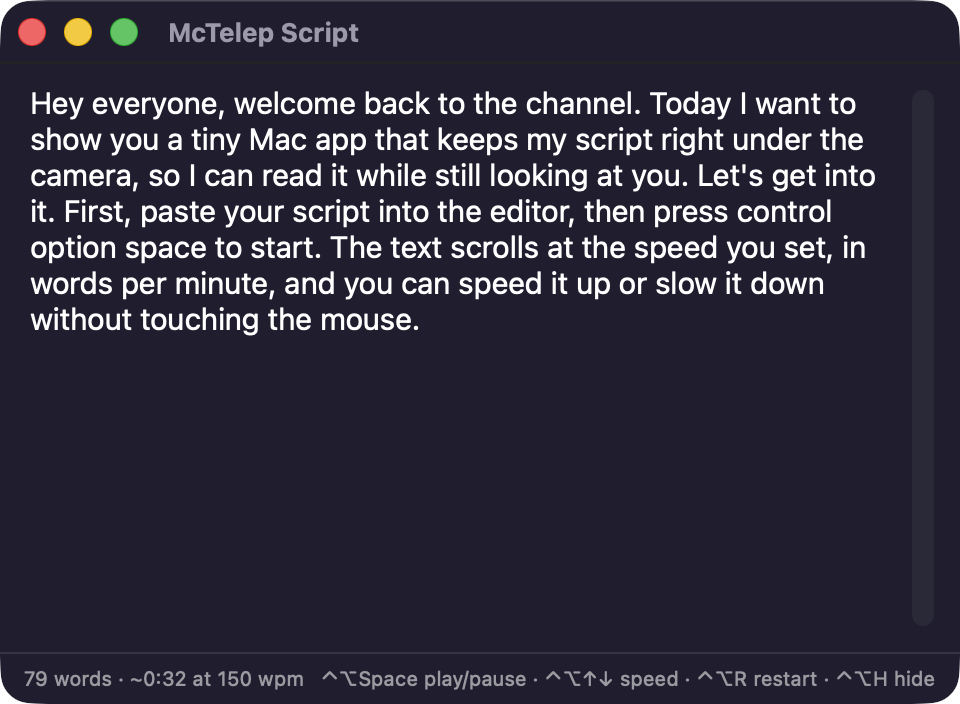 McTelep Script
Hey everyone, welcome back to the channel. Today I want to
show you a tiny Mac app that keeps my script right under the
camera, so I can read it while still looking at you. Let's get into
it. First, paste your script into the editor, then press control
option space to start. The text scrolls at the speed you set, in
words per minute, and you can speed it up or slow it down
without touching the mouse.
79 words · ~0:32 at 150 wpm ⌃⌥Space play/pause · ⌃⌥↑↓ speed · ⌃⌥R restart · ⌃⌥H hide